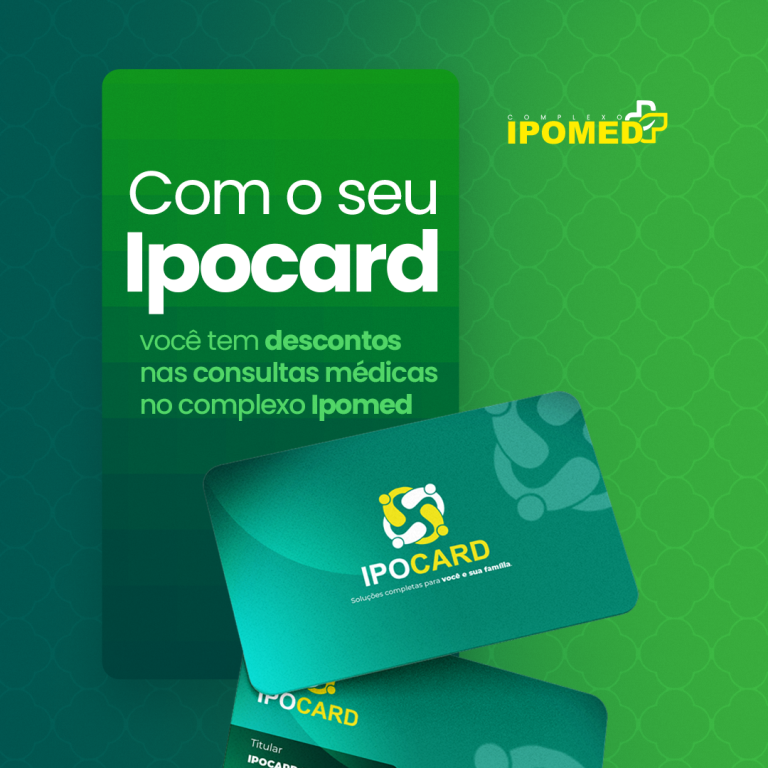 COMPLEXO
IPOMED
Com o seu
Ipocard
você tem descontos
nas consultas médicas
no complexo Ipomed
IPOCARD
Soluções completas para você e sua família.
IPOCARD
Titular
IPOCARD